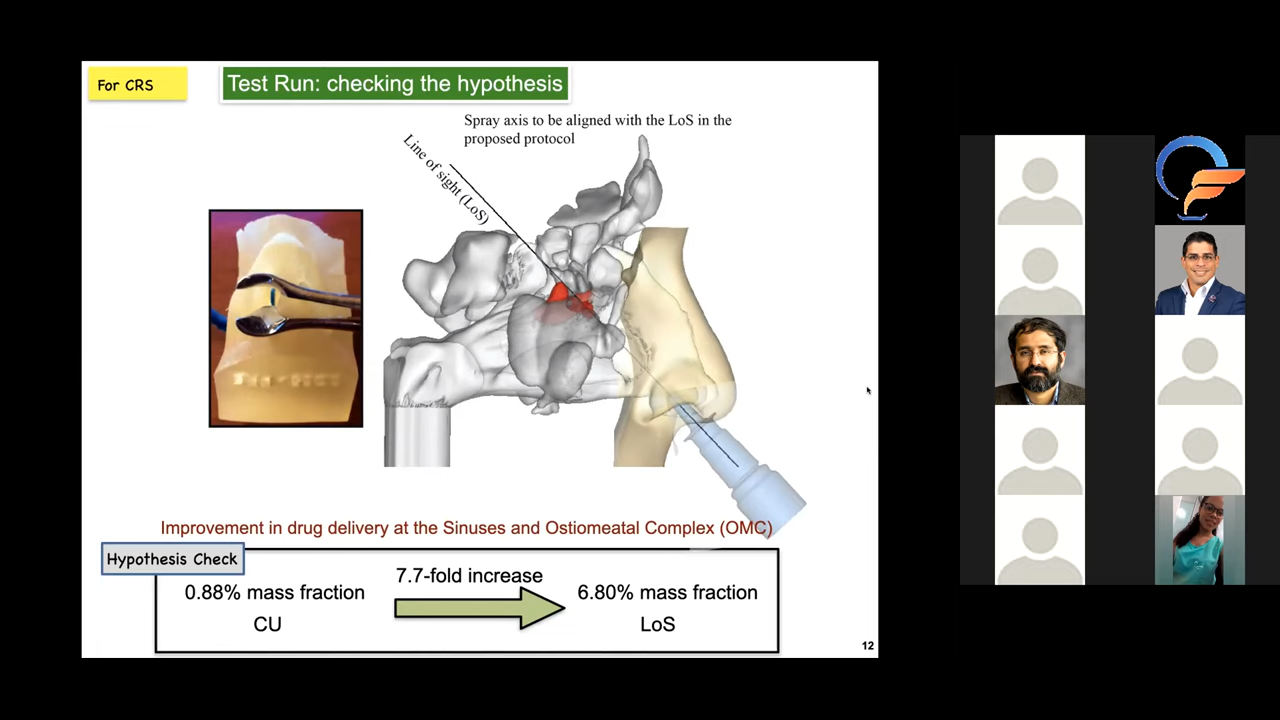 For CRS
Test Run: checking the hypothesis
Spray axis to be aligned with the LoS in the
proposed protocol
Line of sight (LoS)
Improvement in drug delivery at the Sinuses and Ostiomeatal Complex (OMC)
Hypothesis Check
0.88% mass fraction
CU
7.7-fold increase
6.80% mass fraction
LoS
12